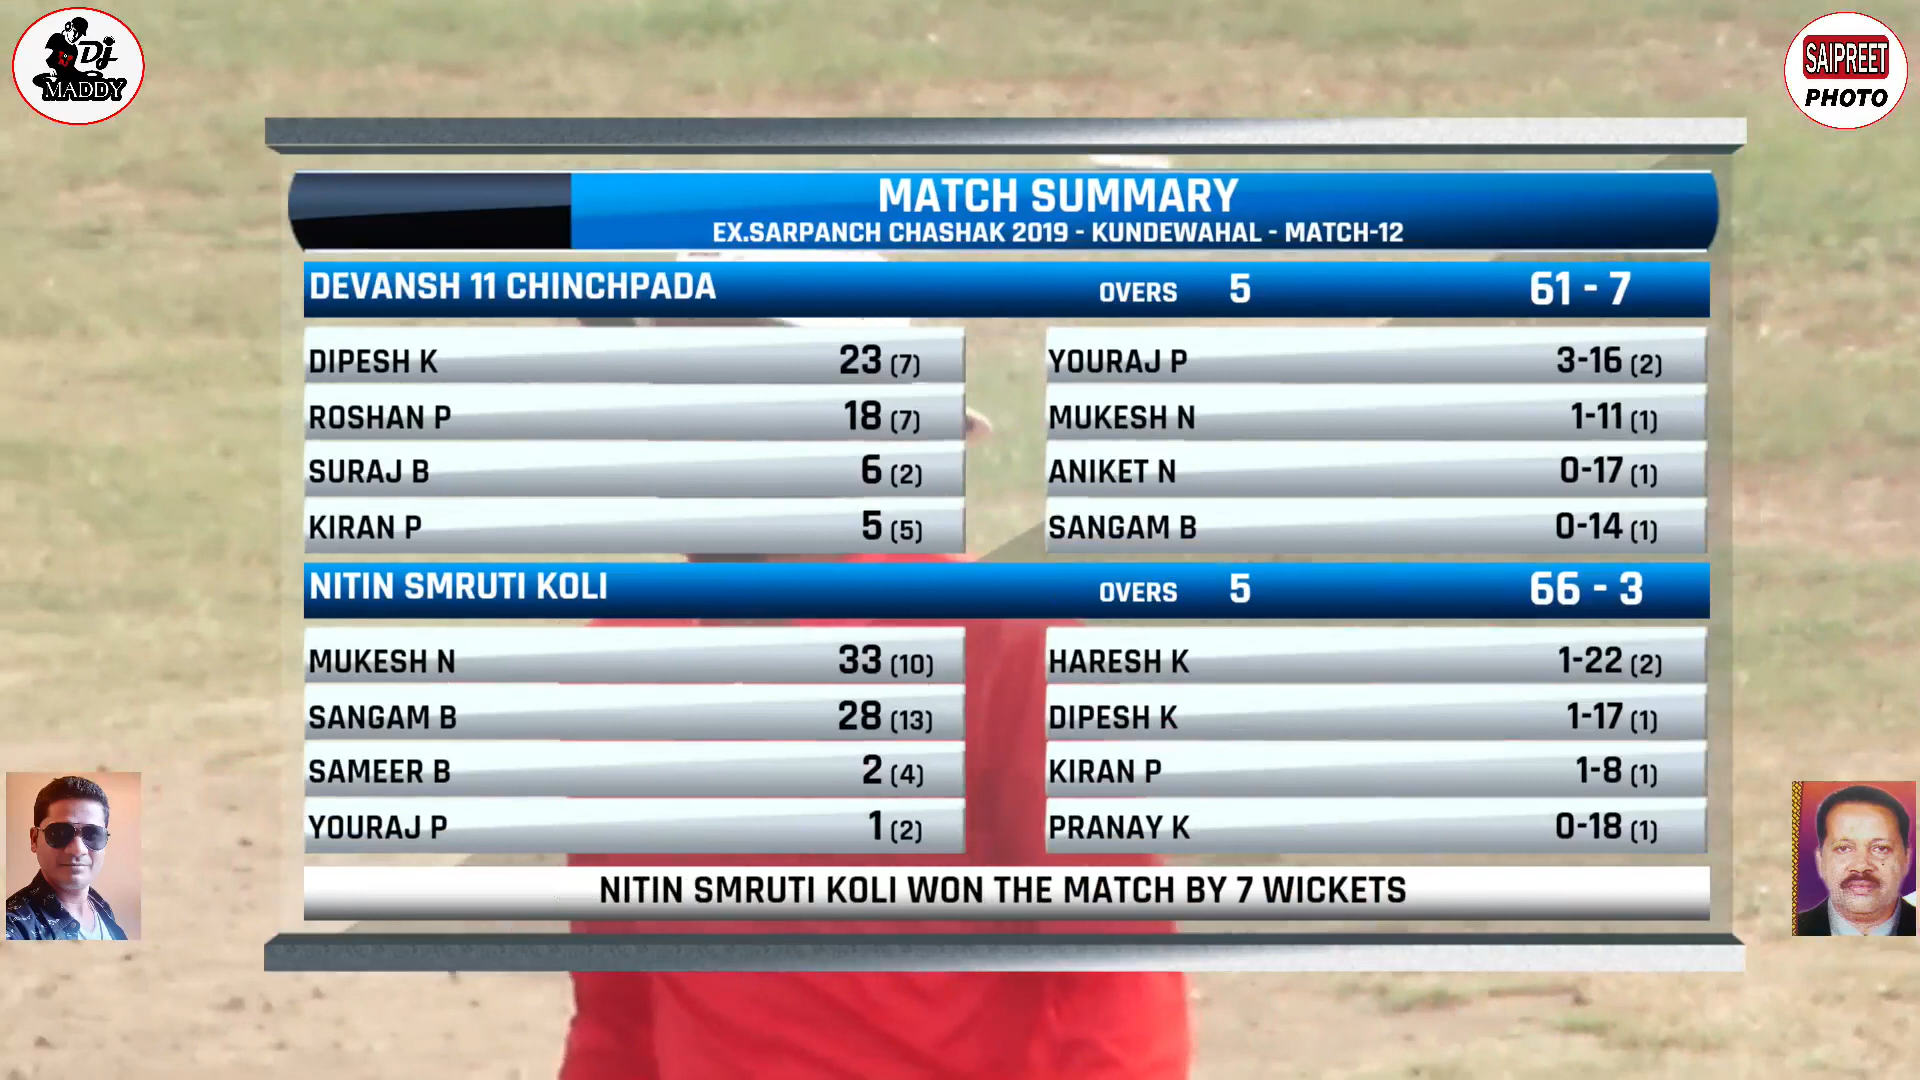 Dj
MADDY
SAIPREET
PHOTO
MATCH SUMMARY
EX.SARPANCH CHASHAK 2019 - KUNDEWAHAL - MATCH-12
DEVANSH 11 CHINCHPADA OVERS 5 61 - 7
DIPESH K 23 (7) YOURAJ P 3-16 (2)
ROSHAN P 18 (7) MUKESH N 1-11 (1)
SURAJ B 6 (2) ANIKET N 0-17 (1)
KIRAN P 5 (5) SANGAM B 0-14 (1)
NITIN SMRUTI KOLI OVERS 5 66 - 3
MUKESH N 33 (10) HARESH K 1-22 (2)
SANGAM B 28 (13) DIPESH K 1-17 (1)
SAMEER B 2 (4) KIRAN P 1-8 (1)
YOURAJ P 1 (2) PRANAY K 0-18 (1)
NITIN SMRUTI KOLI WON THE MATCH BY 7 WICKETS